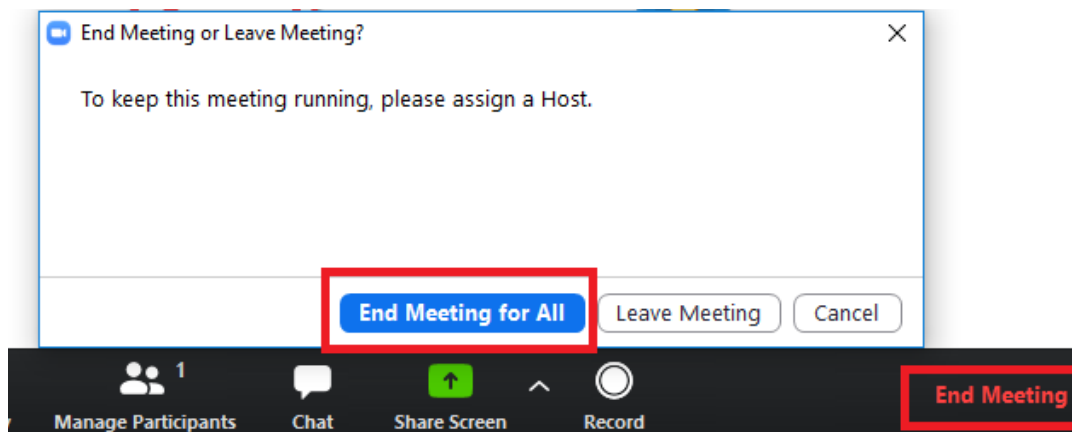 End Meeting or Leave Meeting?
To keep this meeting running, please assign a Host.
End Meeting for All
Leave Meeting
Cancel
1
Manage Participants
Chat
Share Screen
Record
End Meeting